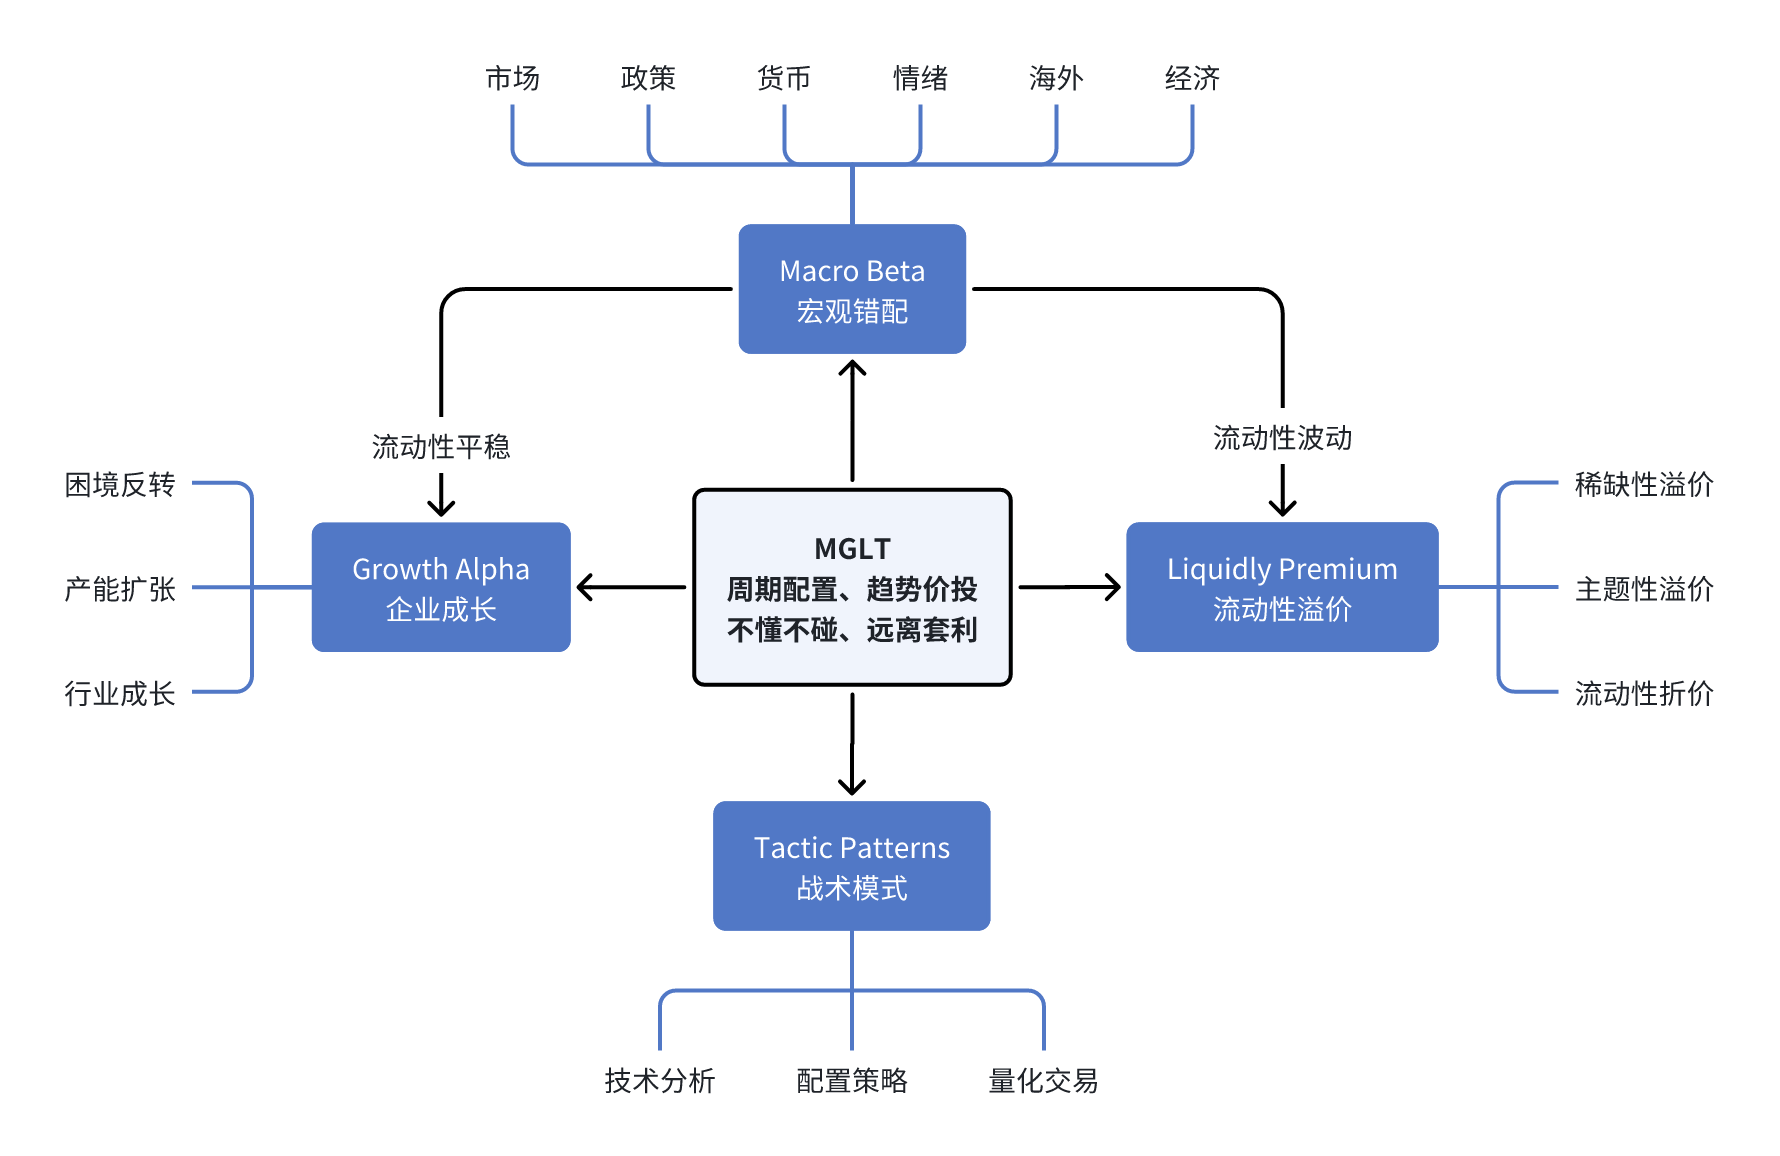 市场
政策
货币
情绪
海外
经济
Macro Beta
宏观错配
流动性平稳
流动性波动
困境反转
产能扩张
行业成长
Growth Alpha
企业成长
MGLT
周期配置、趋势价投
不懂不碰、远离套利
Liquidly Premium
流动性溢价
稀缺性溢价
主题性溢价
流动性折价
Tactic Patterns
战术模式
技术分析
配置策略
量化交易